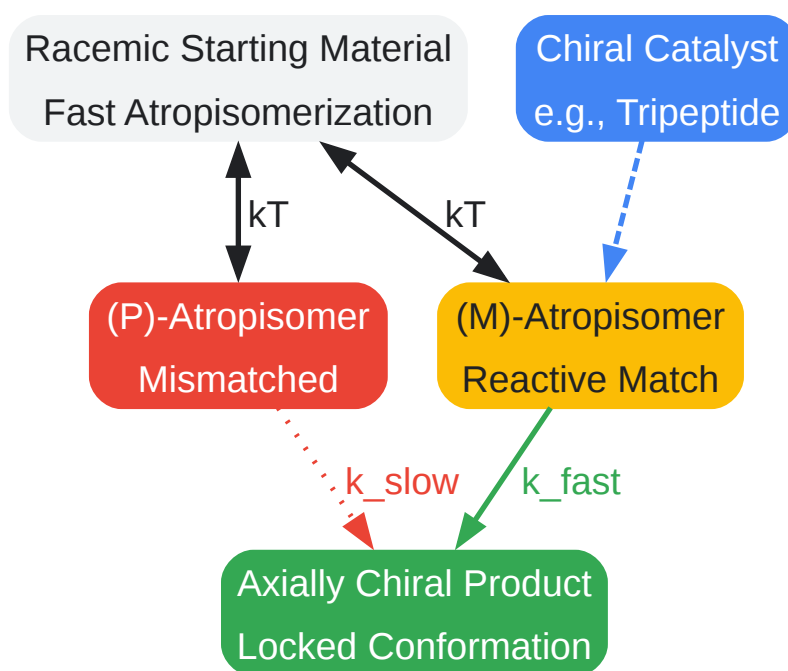 Racemic Starting Material
Fast Atropisomerization
Chiral Catalyst
e.g., Tripeptide
kT
kT
(P)-Atropisomer
Mismatched
(M)-Atropisomer
Reactive Match
k_slow
k_fast
Axially Chiral Product
Locked Conformation